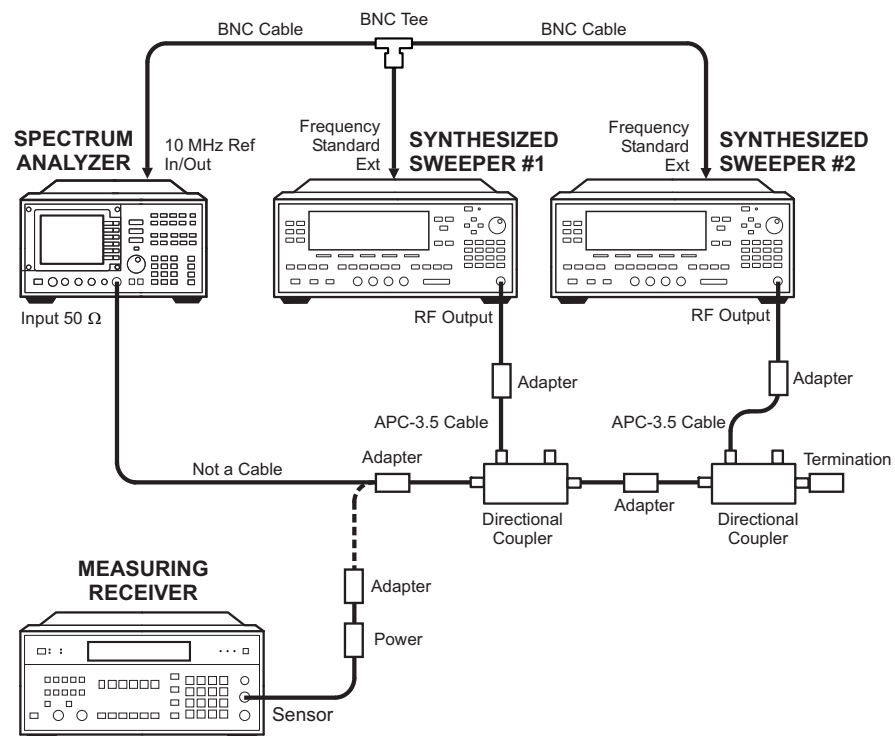 BNC Tee
BNC Cable
BNC Cable
SPECTRUM
ANALYZER
10 MHz Ref
In/Out
Frequency
Standard
Ext
SYNTHESIZED
SWEEPER #1
Frequency
Standard
Ext
SYNTHESIZED
SWEEPER #2
Input 50 Ω
RF Output
RF Output
Adapter
Adapter
APC-3.5 Cable
APC-3.5 Cable
Not a Cable
Adapter
Termination
Directional
Coupler
Adapter
Directional
Coupler
MEASURING
RECEIVER
Adapter
Power
Sensor